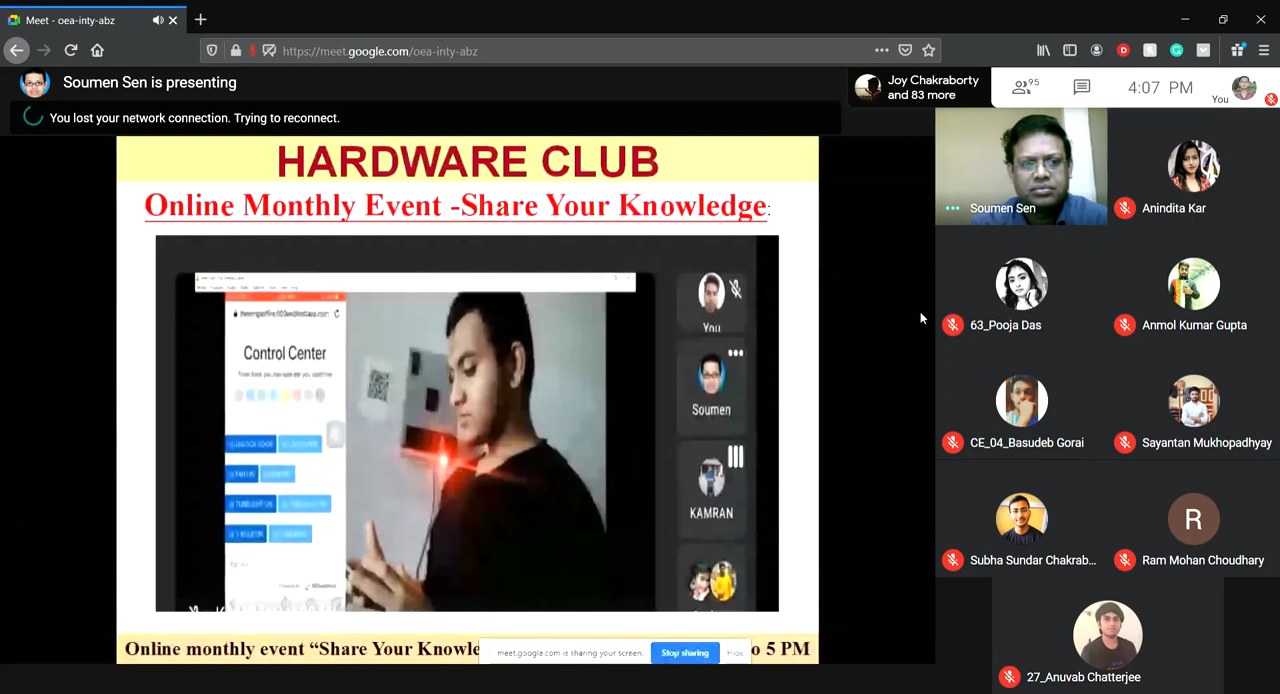 Meet - oea-inty-abz
https://meet.google.com/oea-inty-abz
Soumen Sen is presenting
Joy Chakraborty
and 83 more
95
4:07 PM
You
You lost your network connection. Trying to reconnect.
HARDWARE CLUB
Online Monthly Event -Share Your Knowledge:
Control Center
You
Soumen
KAMRAN
Online monthly event “Share Your Knowle
o 5 PM
meet.google.com is sharing your screen.
Stop sharing
Hide
Soumen Sen
Anindita Kar
63_Pooja Das
Anmol Kumar Gupta
CE_04_Basudeb Gorai
Sayantan Mukhopadhyay
Subha Sundar Chakrab...
R
Ram Mohan Choudhary
27_Anuvab Chatterjee